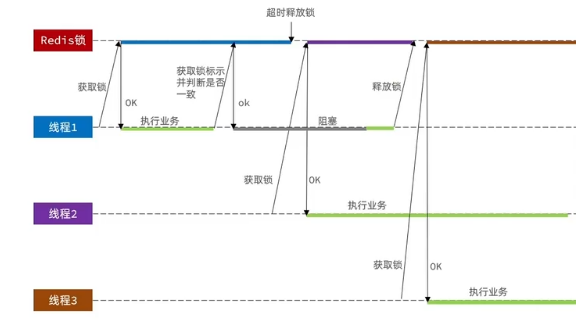 超时释放锁
Redis锁
获取锁
OK
获取锁标示
并判断是否
一致
ok
释放锁
线程1
执行业务
阻塞
获取锁
OK
线程2
执行业务
获取锁
OK
线程3
执行业务